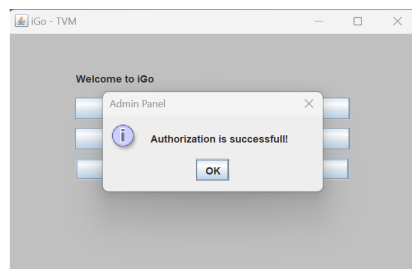 iGo - TVM
Welcome to iGo
Admin Panel
Authorization is successfull!
OK